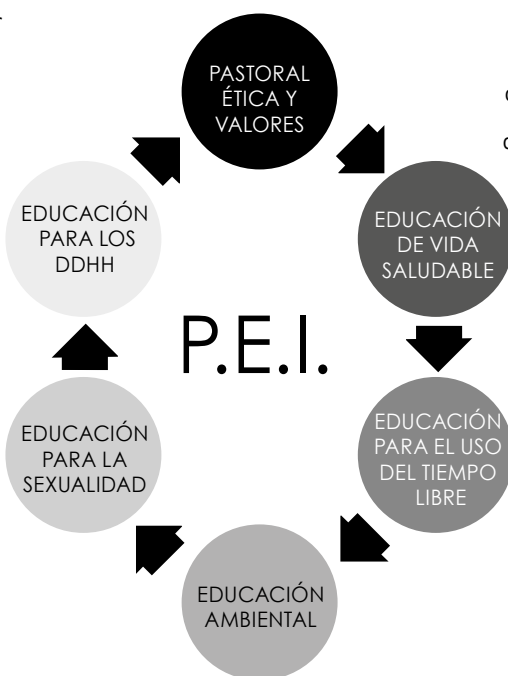 PASTORAL
ÉTICA Y
VALORES
EDUCACIÓN
DE VIDA
SALUDABLE
EDUCACIÓN
PARA EL USO
DEL TIEMPO
LIBRE
EDUCACIÓN
AMBIENTAL
EDUCACIÓN
PARA LA
SEXUALIDAD
EDUCACIÓN
PARA LOS
DDHH
P.E.I.